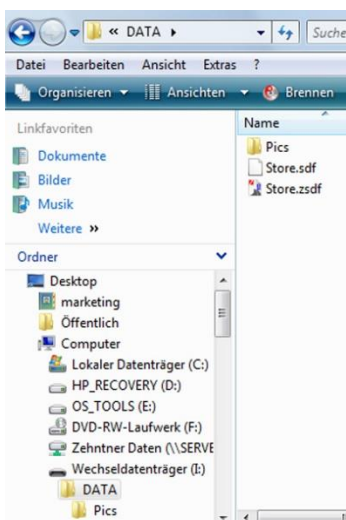 « DATA
Suche
Datei Bearbeiten Ansicht Extras ?
Organisieren Ansichten Brennen
Linkfavoriten
Dokumente
Bilder
Musik
Weitere »
Ordner
Desktop
marketing
Öffentlich
Computer
Lokaler Datenträger (C:)
HP_RECOVERY (D:)
OS_TOOLS (E:)
DVD-RW-Laufwerk (F:)
Zehntner Daten (\\SERVE
Wechseldatenträger (I:)
DATA
Pics
Name
Pics
Store.sdf
Store.zsdf